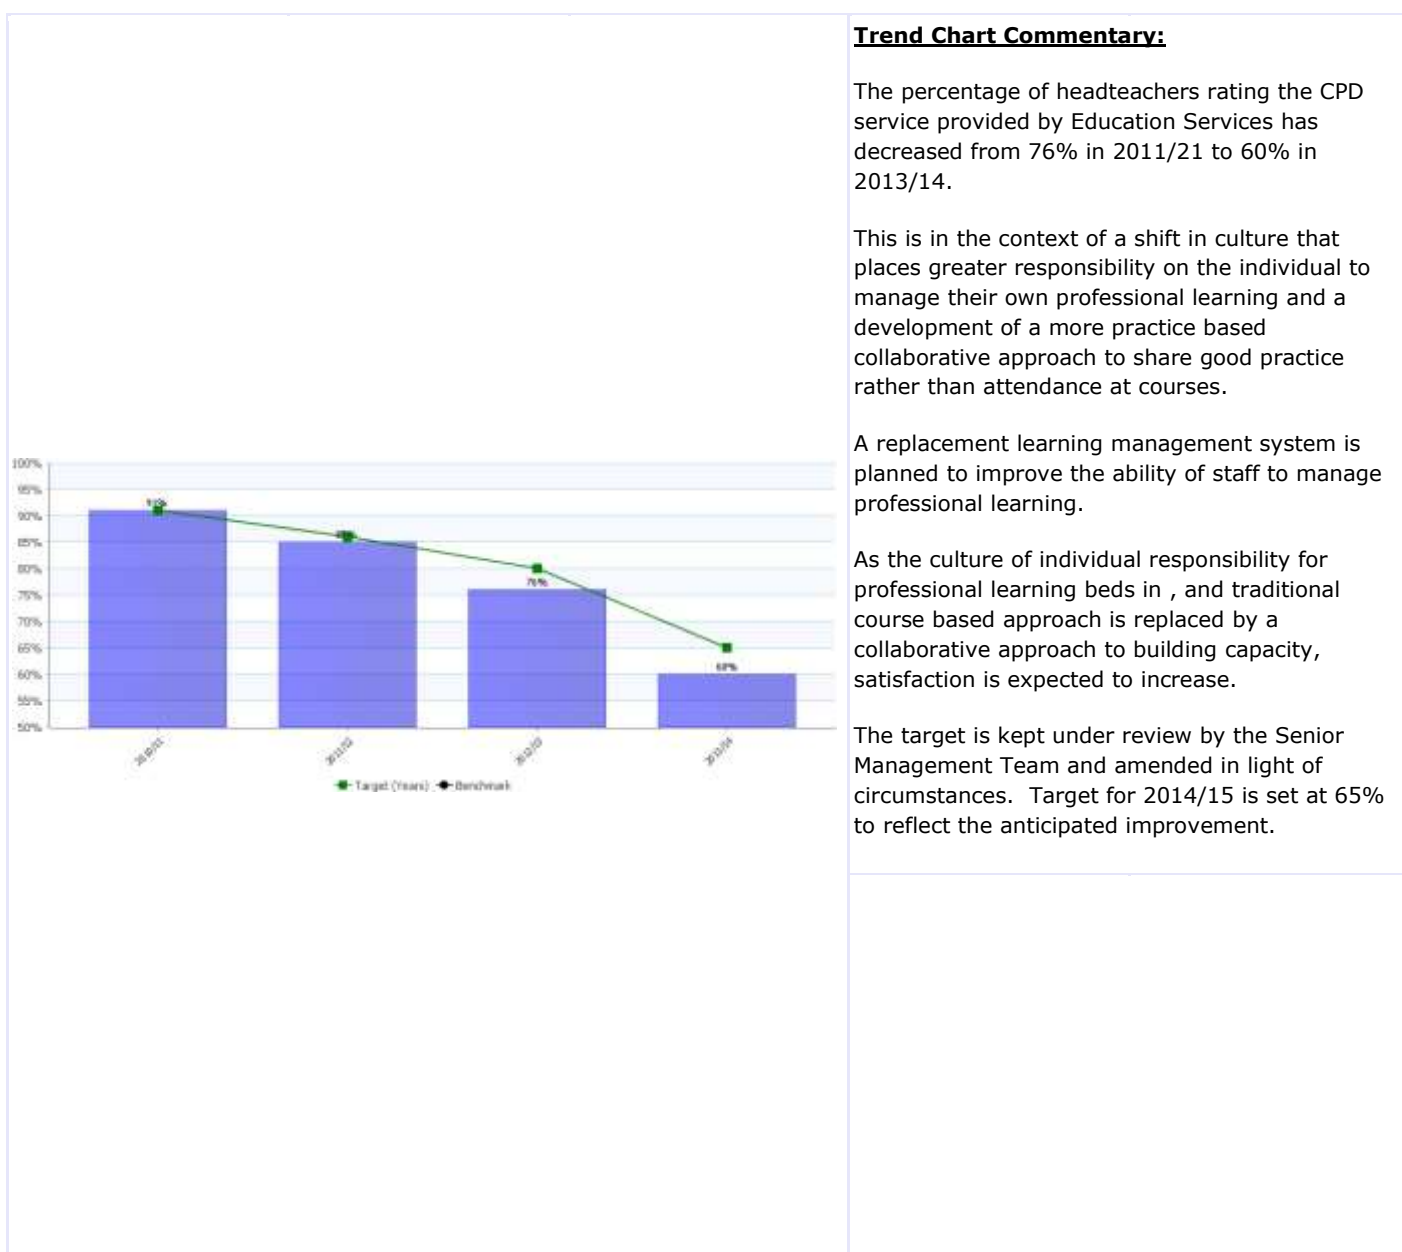 Trend Chart Commentary:
The percentage of headteachers rating the CPD
service provided by Education Services has
decreased from 76% in 2011/21 to 60% in
2013/14.
This is in the context of a shift in culture that
places greater responsibility on the individual to
manage their own professional learning and a
development of a more practice based
collaborative approach to share good practice
rather than attendance at courses.
A replacement learning management system is
planned to improve the ability of staff to manage
professional learning.
As the culture of individual responsibility for
professional learning beds in , and traditional
course based approach is replaced by a
collaborative approach to building capacity,
satisfaction is expected to increase.
The target is kept under review by the Senior
Management Team and amended in light of
circumstances.  Target for 2014/15 is set at 65%
to reflect the anticipated improvement.
100%
95%
90%
85%
80%
75%
70%
65%
60%
55%
50%
91%
76%
60%
Target (Years)
Benchmark